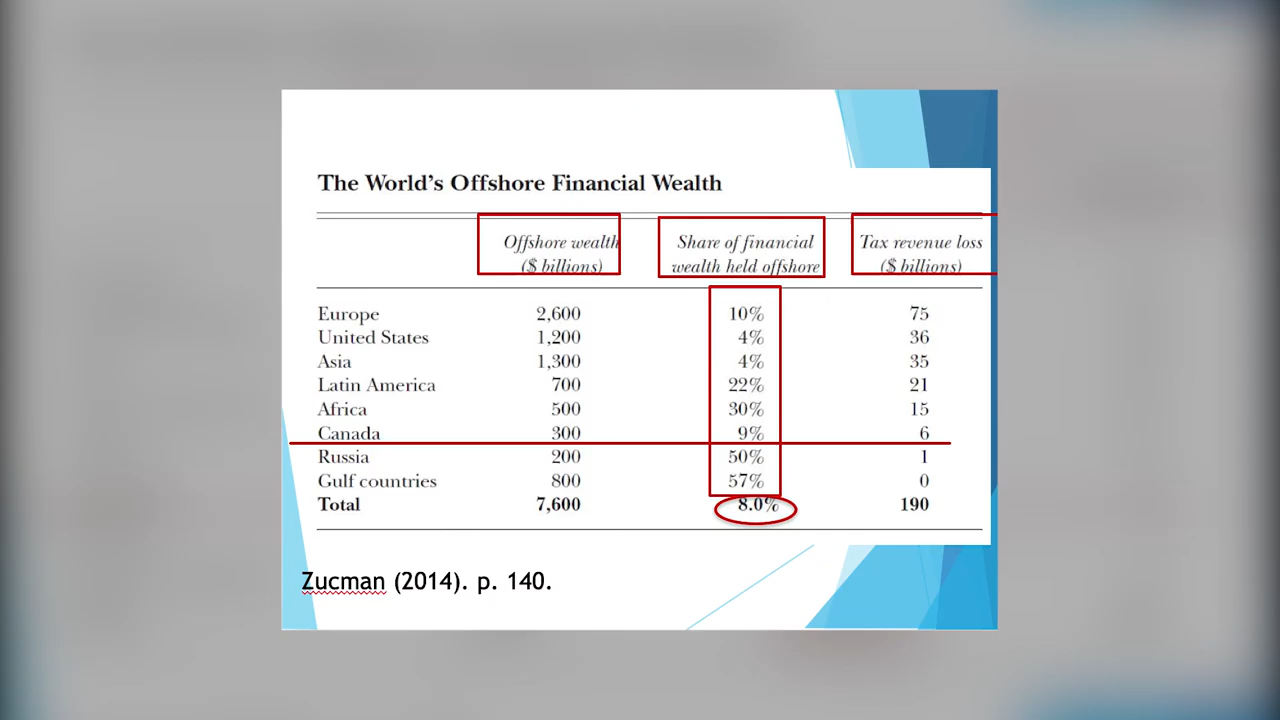 The World's Offshore Financial Wealth
Offshore wealth Share of financial Tax revenue loss
($ billions) wealth held offshore ($ billions)
Europe 2,600 10% 75
United States 1,200 4% 36
Asia 1,300 4% 35
Latin America 700 22% 21
Africa 500 30% 15
Canada 300 9% 6
Russia 200 50% 1
Gulf countries 800 57% 0
Total 7,600 8.0% 190
Zucman (2014). p. 140.